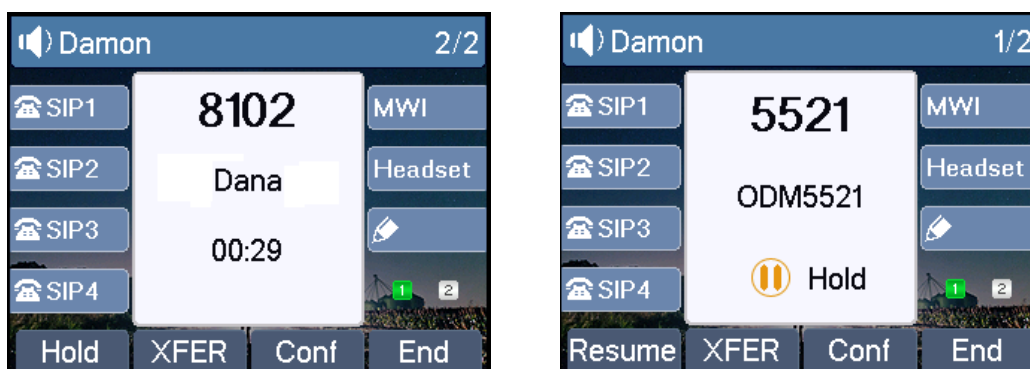 Damon 2/2
SIP1 8102 MWI
SIP2 Dana Headset
SIP3 00:29
SIP4 1 2
Hold XFER Conf End
Damon 1/2
SIP1 5521 MWI
SIP2 ODM5521 Headset
SIP3
SIP4 Hold 1 2
Resume XFER Conf End